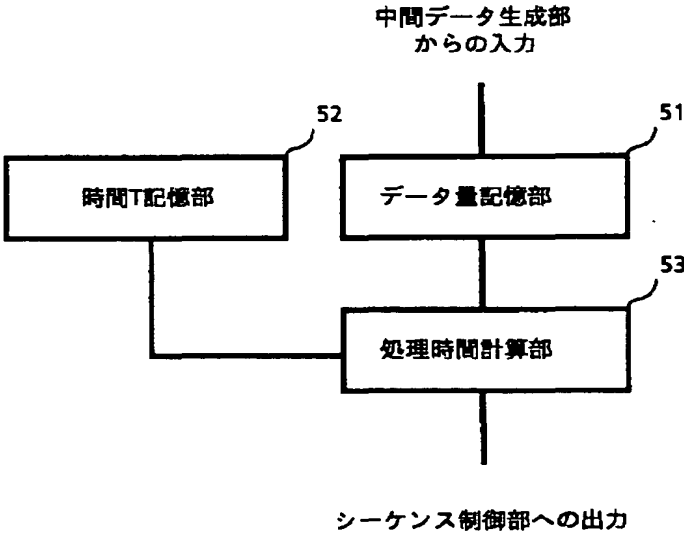 中間データ生成部
からの入力
52
51
時間T記憶部
データ量記憶部
53
処理時間計算部
シーケンス制御部への出力